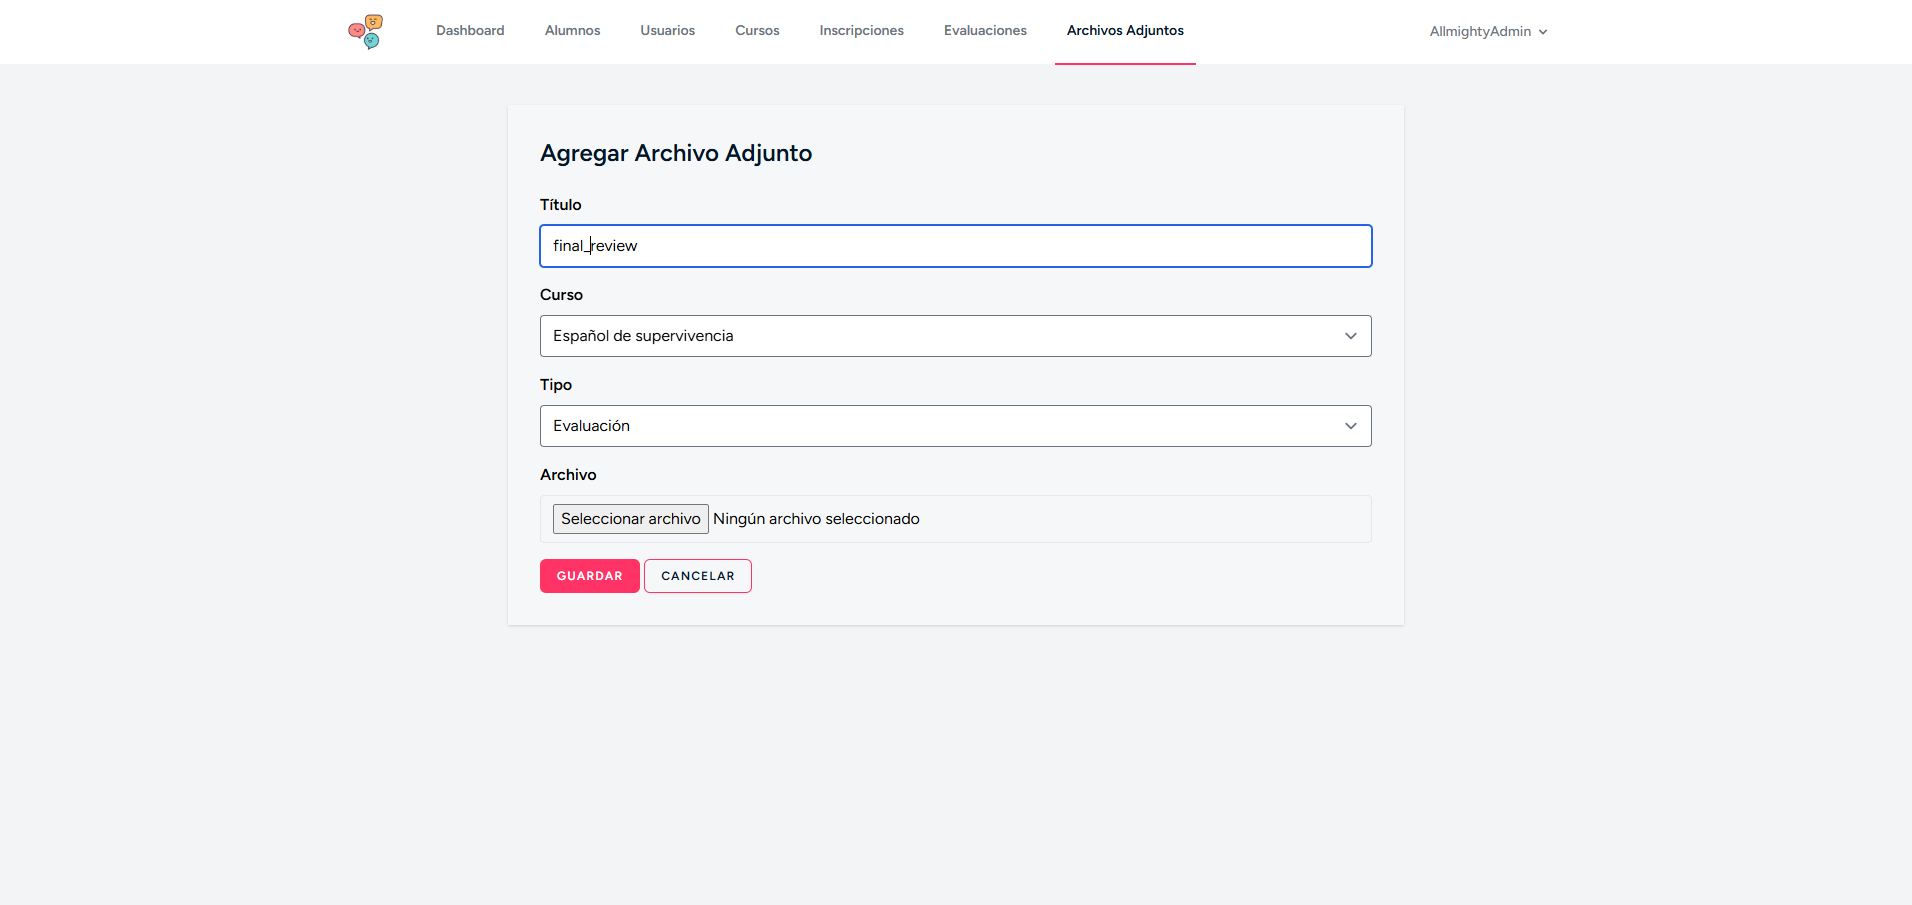 Dashboard Alumnos Usuarios Cursos Inscripciones Evaluaciones Archivos Adjuntos AllmightyAdmin
Agregar Archivo Adjunto
Título
final_review
Curso
Español de supervivencia
Tipo
Evaluación
Archivo
Seleccionar archivo Ningún archivo seleccionado
GUARDAR CANCELAR